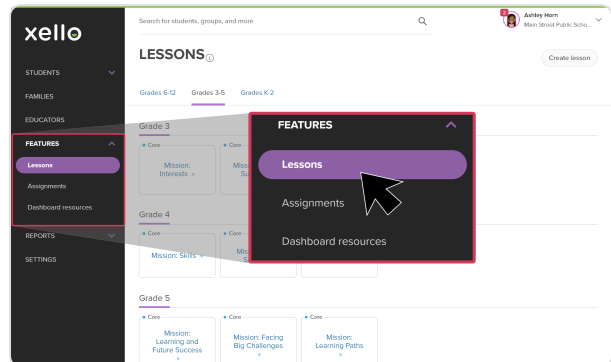 xello
Search for students, groups, and more
2
Ashley Horn
Main Street Public Scho...
LESSONS
Create lesson
STUDENTS
FAMILIES
EDUCATORS
FEATURES
Lessons
Assignments
Dashboard resources
REPORTS
SETTINGS
Grades 6-12 Grades 3-5 Grades K-2
Grade 3
Core
Mission:
Interests »
Core
Grade 4
Core
Mission: Skills »
Core
Grade 5
Core
Mission:
Learning and
Future Success
»
Core
Mission: Facing
Big Challenges
»
Core
Mission:
Learning Paths
»
FEATURES
Lessons
Assignments
Dashboard resources